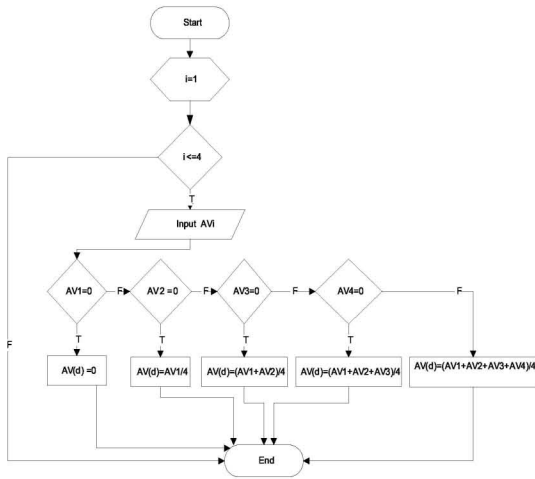 Start
i=1
i<=4
T
Input AVi
AV1=0
F
AV2 =0
F
AV3=0
F
AV4=0
F
F
T
T
T
T
AV(d) =0
AV(d)=AV1/4
AV(d)=(AV1+AV2)/4
AV(d)=(AV1+AV2+AV3)/4
AV(d)=(AV1+AV2+AV3+AV4)/4
End